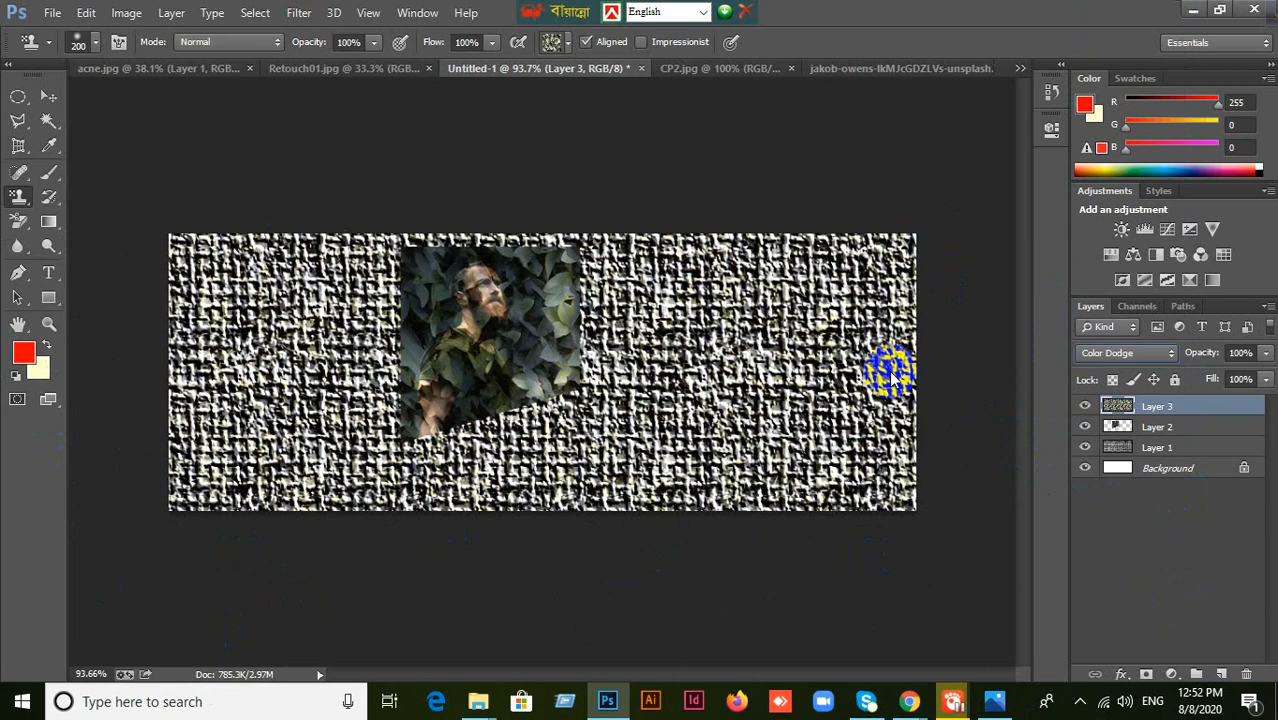 Ps File Edit Image Layer Type Select Filter 3D View Window Help
বায়ান্নো English
200 Mode: Normal Opacity: 100% Flow: 100% Aligned Impressionist Essentials
acne.jpg @ 38.1% (Layer 1, RGB... × Retouch01.jpg @ 33.3% (RGB... × Untitled-1 @ 93.7% (Layer 3, RGB/8) * × CP2.jpg @ 100% (RGB/... × jakob-owens-lkMJcGDZLVs-unsplash. >>
Color Swatches
R 255
G 0
B 0
Adjustments Styles
Add an adjustment
Layers Channels Paths
Kind
Color Dodge Opacity: 100%
Lock: Fill: 100%
Layer 3
Layer 2
Layer 1
Background
93.66% Doc: 785.3K/2.97M
Type here to search Ps Ai Id ENG 12:52 PM
8/8/2020